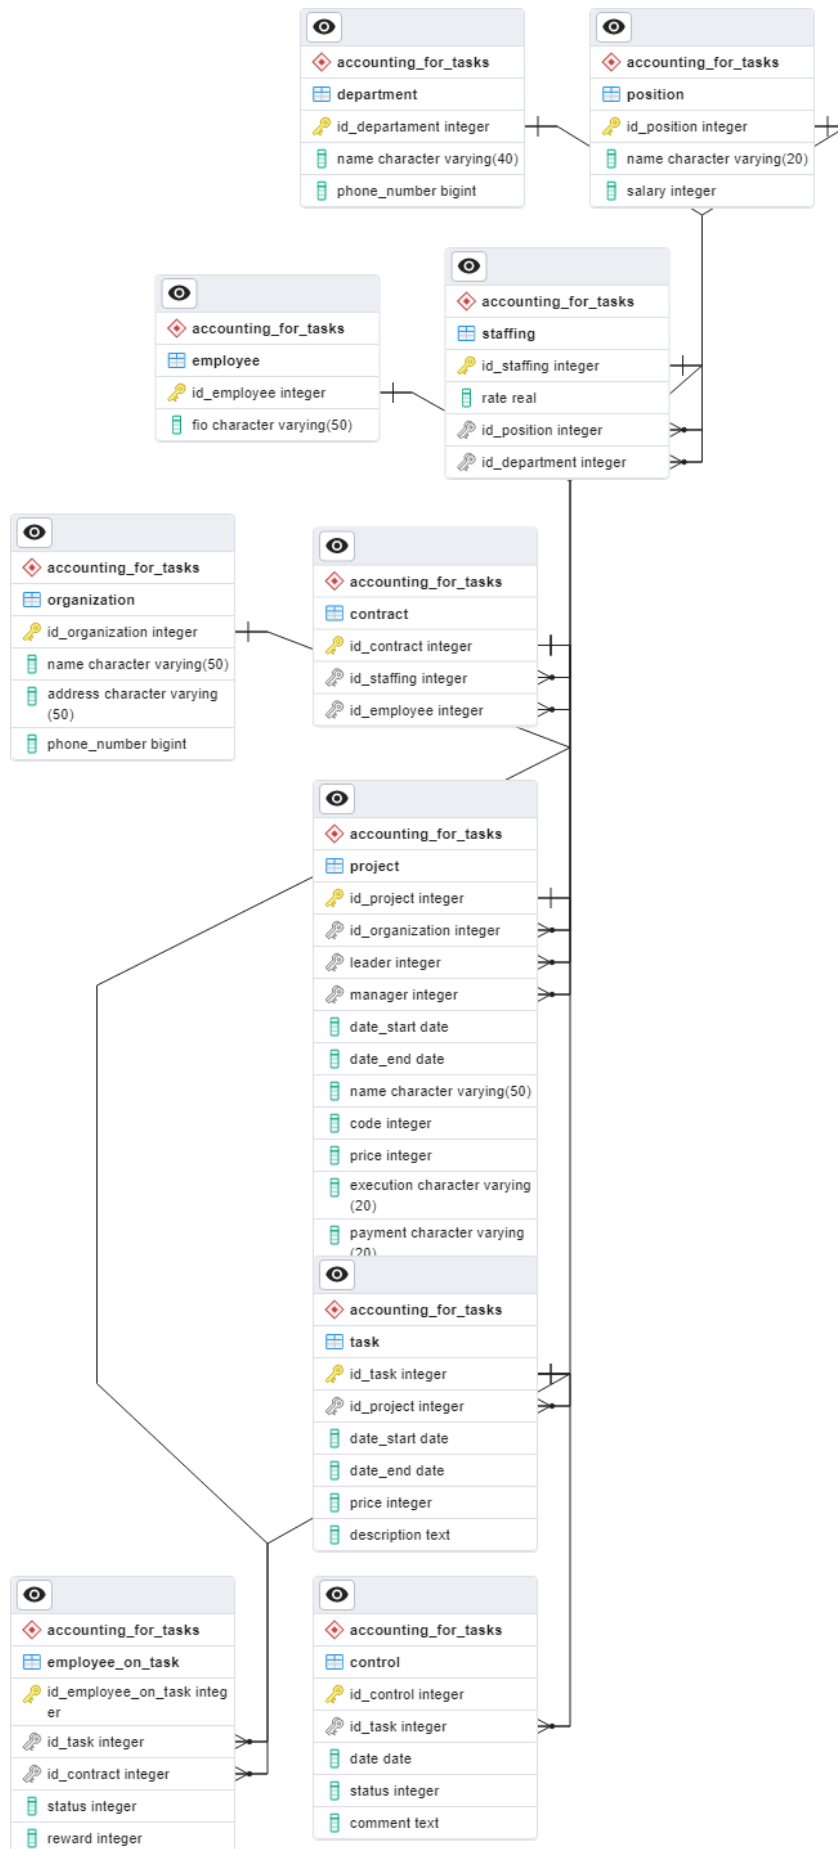 accounting_for_tasks
department
id_departament integer
name character varying(40)
phone_number bigint
accounting_for_tasks
position
id_position integer
name character varying(20)
salary integer
accounting_for_tasks
employee
id_employee integer
fio character varying(50)
accounting_for_tasks
staffing
id_staffing integer
rate real
id_position integer
id_department integer
accounting_for_tasks
organization
id_organization integer
name character varying(50)
address character varying
(50)
phone_number bigint
accounting_for_tasks
contract
id_contract integer
id_staffing integer
id_employee integer
accounting_for_tasks
project
id_project integer
id_organization integer
leader integer
manager integer
date_start date
date_end date
name character varying(50)
code integer
price integer
execution character varying
(20)
payment character varying
(20)
accounting_for_tasks
task
id_task integer
id_project integer
date_start date
date_end date
price integer
description text
accounting_for_tasks
employee_on_task
id_employee_on_task integ
er
id_task integer
id_contract integer
status integer
reward integer
accounting_for_tasks
control
id_control integer
id_task integer
date date
status integer
comment text